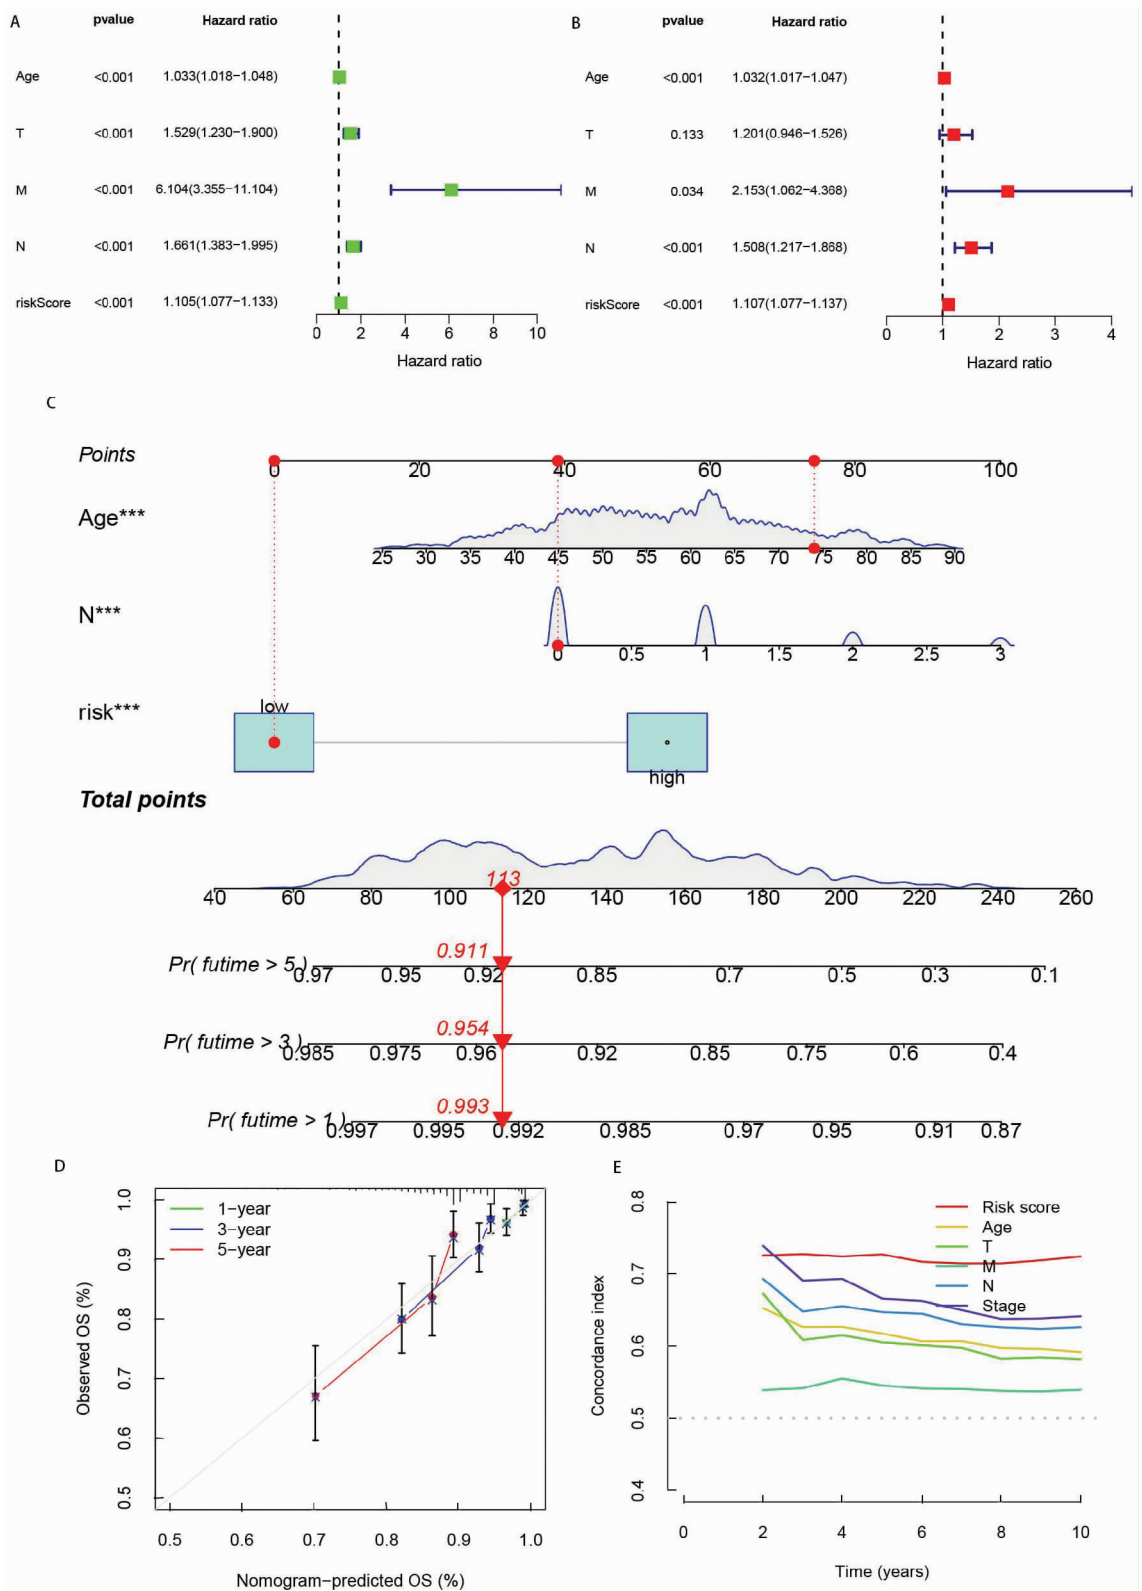 A
pvalue Hazard ratio
Age <0.001 1.033(1.018−1.048)
T <0.001 1.529(1.230−1.900)
M <0.001 6.104(3.355−11.104)
N <0.001 1.661(1.383−1.995)
riskScore <0.001 1.105(1.077−1.133)
0 2 4 6 8 10
Hazard ratio
B
pvalue Hazard ratio
Age <0.001 1.032(1.017−1.047)
T 0.133 1.201(0.946−1.526)
M 0.034 2.153(1.062−4.368)
N <0.001 1.508(1.217−1.868)
riskScore <0.001 1.107(1.077−1.137)
0 1 2 3 4
Hazard ratio
C
Points
0 20 40 60 80 100
Age***
25 30 35 40 45 50 55 60 65 70 75 80 85 90
N***
0 0.5 1 1.5 2 2.5 3
risk***
low
high
Total points
113
40 60 80 100 120 140 160 180 200 220 240 260
0.911
Pr( futime > 5 )
0.97 0.95 0.92 0.85 0.7 0.5 0.3 0.1
0.954
Pr( futime > 3 )
0.985 0.975 0.96 0.92 0.85 0.75 0.6 0.4
0.993
Pr( futime > 1 )
0.997 0.995 0.992 0.985 0.97 0.95 0.91 0.87
D
1−year
3−year
5−year
Observed OS (%)
1.0
0.9
0.8
0.7
0.6
0.5
0.5 0.6 0.7 0.8 0.9 1.0
Nomogram−predicted OS (%)
E
Risk score
Age
T
M
N
Stage
Concordance index
0.8
0.7
0.6
0.5
0.4
0 2 4 6 8 10
Time (years)